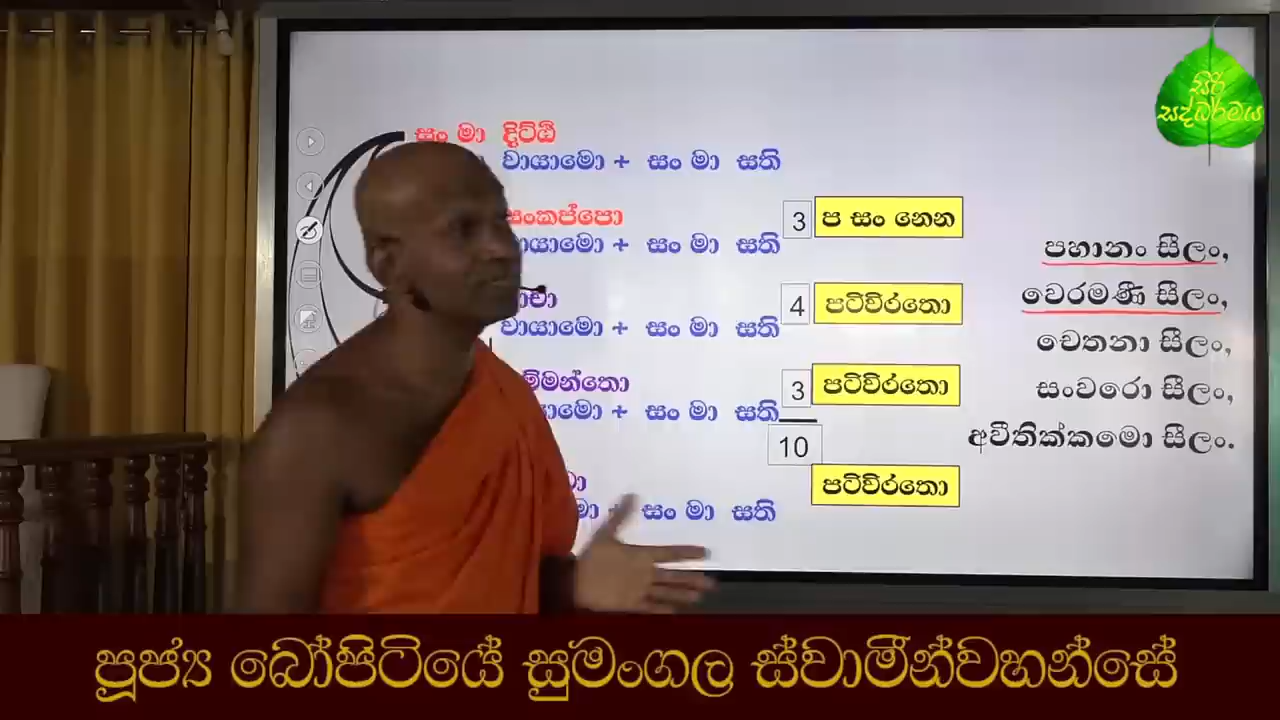 සිරි
සද්ධර්මය
සං මා දිට්ඨි
වායාමො + සං මා සති
සංකප්පො
වායාමො + සං මා සති
3 ප සං නෙන
වායාමො + සං මා සති
4 පටිවිරතො
මො + සං මා සති
3 පටිවිරතො
10
සං මා සති
පටිවිරතො
පහානං සීලං,
වෙරමණී සීලං,
චෙතනා සීලං,
සංවරො සීලං,
අවීතික්කමො සීලං.
පූජ්‍ය බෝපිටියේ සුමංගල ස්වාමීන්වහන්සේ